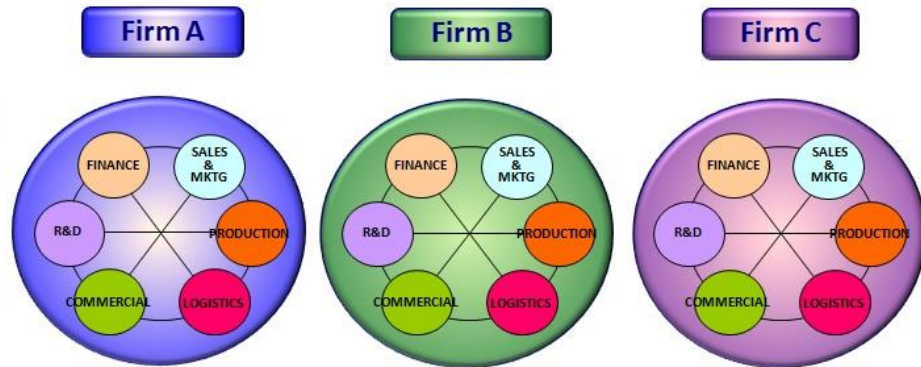 Firm A
Firm B
Firm C
FINANCE
SALES
&
MKTG
R&D
PRODUCTION
COMMERCIAL
LOGISTICS
FINANCE
SALES
&
MKTG
R&D
PRODUCTION
COMMERCIAL
LOGISTICS
FINANCE
SALES
&
MKTG
R&D
PRODUCTION
COMMERCIAL
LOGISTICS